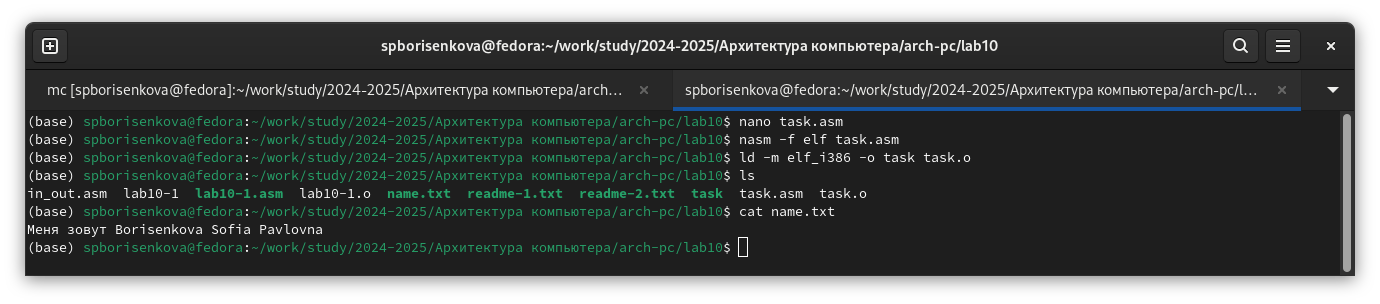 spborisenkova@fedora:~/work/study/2024-2025/Архитектура компьютера/arch-pc/lab10
mc [spborisenkova@fedora]:~/work/study/2024-2025/Архитектура компьютера/arch... spborisenkova@fedora:~/work/study/2024-2025/Архитектура компьютера/arch-pc/l...
(base) spborisenkova@fedora:~/work/study/2024-2025/Архитектура компьютера/arch-pc/lab10$ nano task.asm
(base) spborisenkova@fedora:~/work/study/2024-2025/Архитектура компьютера/arch-pc/lab10$ nasm -f elf task.asm
(base) spborisenkova@fedora:~/work/study/2024-2025/Архитектура компьютера/arch-pc/lab10$ ld -m elf_i386 -o task task.o
(base) spborisenkova@fedora:~/work/study/2024-2025/Архитектура компьютера/arch-pc/lab10$ ls
in_out.asm  lab10-1  lab10-1.asm  lab10-1.o  name.txt  readme-1.txt  readme-2.txt  task  task.asm  task.o
(base) spborisenkova@fedora:~/work/study/2024-2025/Архитектура компьютера/arch-pc/lab10$ cat name.txt
Меня зовут Borisenkova Sofia Pavlovna
(base) spborisenkova@fedora:~/work/study/2024-2025/Архитектура компьютера/arch-pc/lab10$